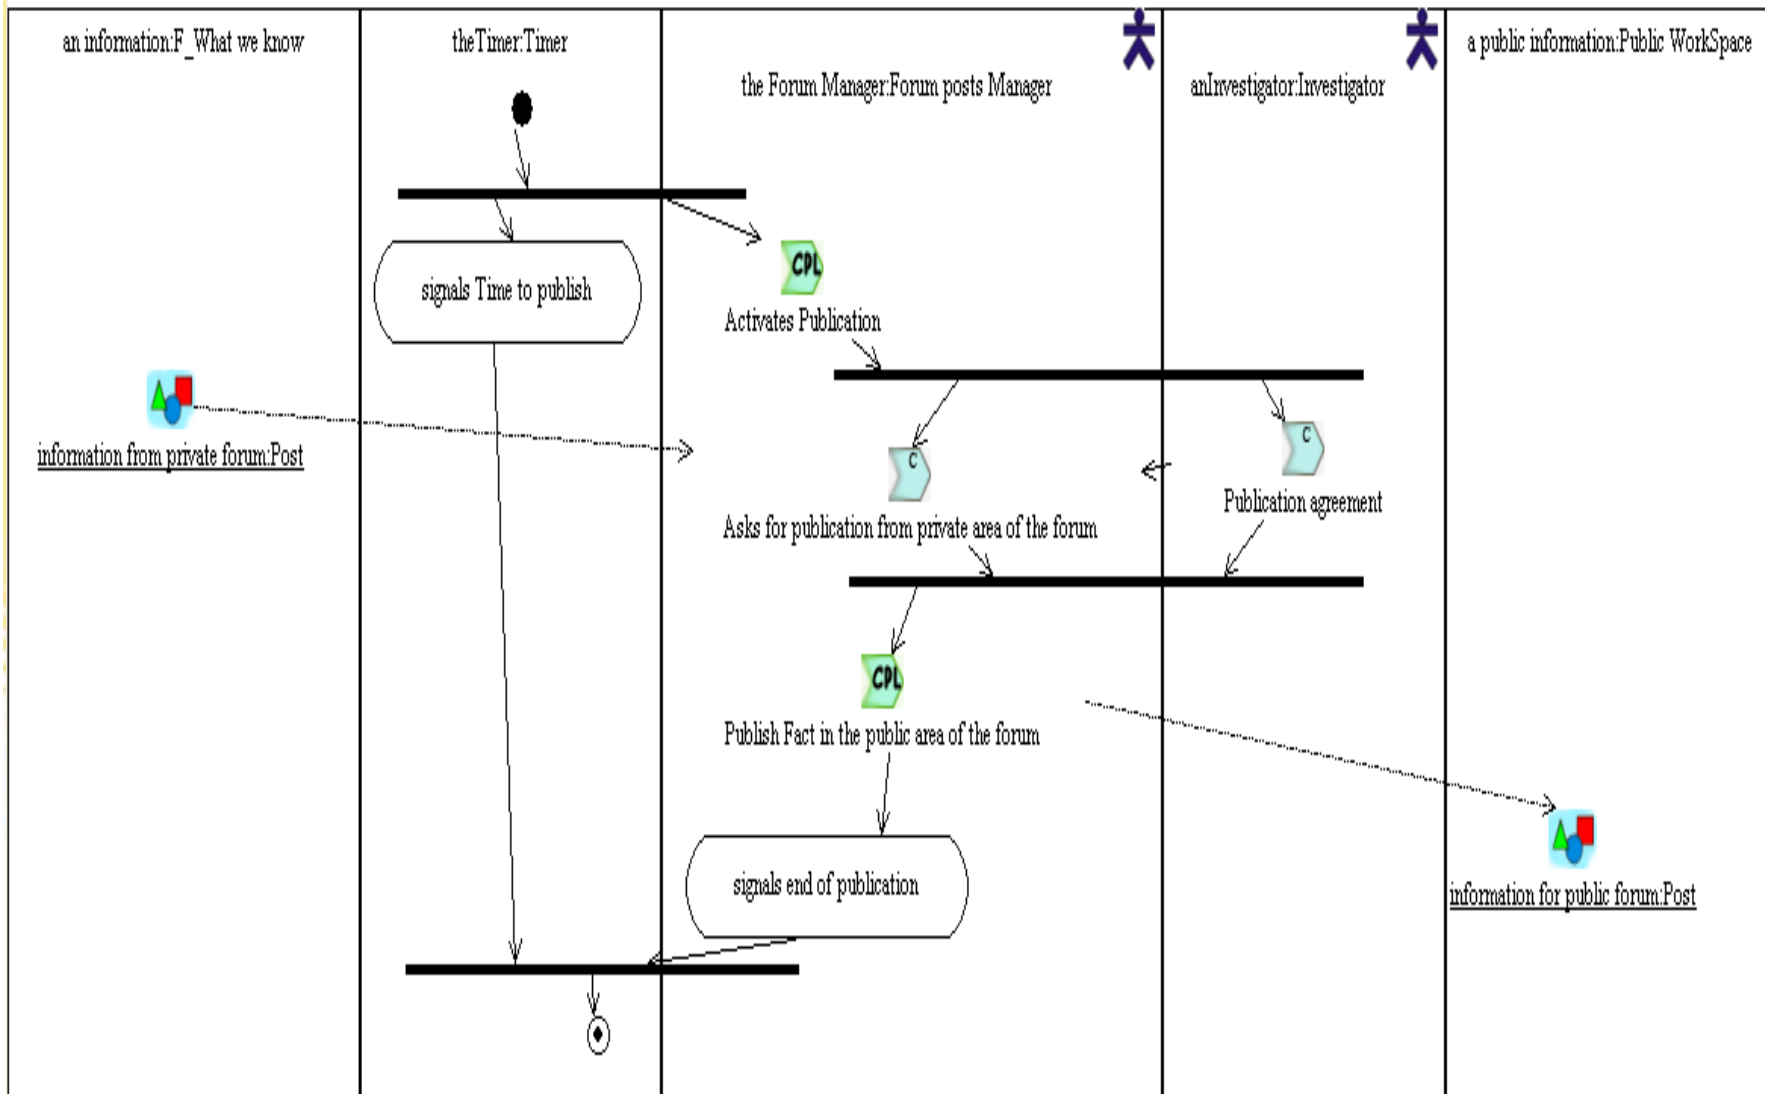 an information:F_What we know
theTimer:Timer
the Forum Manager:Forum posts Manager
anInvestigator:Investigator
a public information:Public WorkSpace
signals Time to publish
CPL
Activates Publication
information from private forum:Post
C
Asks for publication from private area of the forum
C
Publication agreement
CPL
Publish Fact in the public area of the forum
signals end of publication
information for public forum:Post